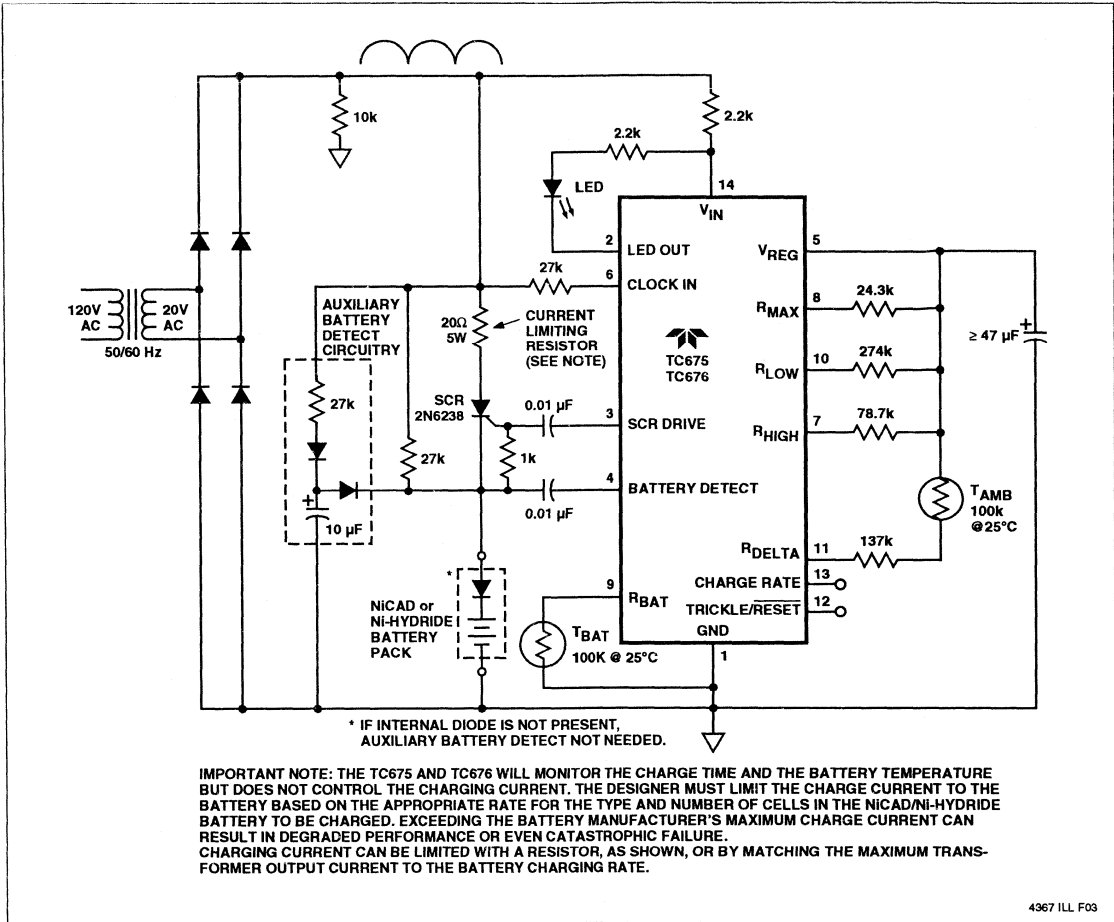 10k
2.2k
2.2k
LED
14
VIN
2
LED OUT
VREG
5
27k
6
CLOCK IN
120V
AC
20V
AC
50/60 Hz
AUXILIARY
BATTERY
DETECT
CIRCUITRY
20Ω
5W
CURRENT
LIMITING
RESISTOR
(SEE NOTE)
TC675
TC676
RMAX
8
24.3k
≥ 47 µF
+
RLOW
10
274k
27k
SCR
2N6238
0.01 µF
3
SCR DRIVE
RHIGH
7
78.7k
27k
1k
4
BATTERY DETECT
0.01 µF
+
10 µF
TAMB
100k
@25°C
RDELTA
11
137k
*
NiCAD or
Ni-HYDRIDE
BATTERY
PACK
9
RBAT
CHARGE RATE
13
TRICKLE/RESET
12
TBAT
100K @ 25°C
GND
1
* IF INTERNAL DIODE IS NOT PRESENT,
AUXILIARY BATTERY DETECT NOT NEEDED.
IMPORTANT NOTE: THE TC675 AND TC676 WILL MONITOR THE CHARGE TIME AND THE BATTERY TEMPERATURE
BUT DOES NOT CONTROL THE CHARGING CURRENT. THE DESIGNER MUST LIMIT THE CHARGE CURRENT TO THE
BATTERY BASED ON THE APPROPRIATE RATE FOR THE TYPE AND NUMBER OF CELLS IN THE NiCAD/Ni-HYDRIDE
BATTERY TO BE CHARGED. EXCEEDING THE BATTERY MANUFACTURER'S MAXIMUM CHARGE CURRENT CAN
RESULT IN DEGRADED PERFORMANCE OR EVEN CATASTROPHIC FAILURE.
CHARGING CURRENT CAN BE LIMITED WITH A RESISTOR, AS SHOWN, OR BY MATCHING THE MAXIMUM TRANS-
FORMER OUTPUT CURRENT TO THE BATTERY CHARGING RATE.
4367 ILL F03